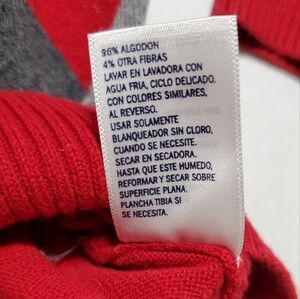 96% ALGODON
4% OTRA FIBRAS
LAVAR EN LAVADORA CON
AGUA FRIA, CICLO DELICADO.
CON COLORES SIMILARES,
AL REVERSO.
USAR SOLAMENTE
BLANQUEADOR SIN CLORO,
CUANDO SE NECESITE.
SECAR EN SECADORA.
HASTA QUE ESTE HUMEDO,
REFORMAR Y SECAR SOBRE
SUPERFICIE PLANA.
PLANCHA TIBIA SI
SE NECESITA.